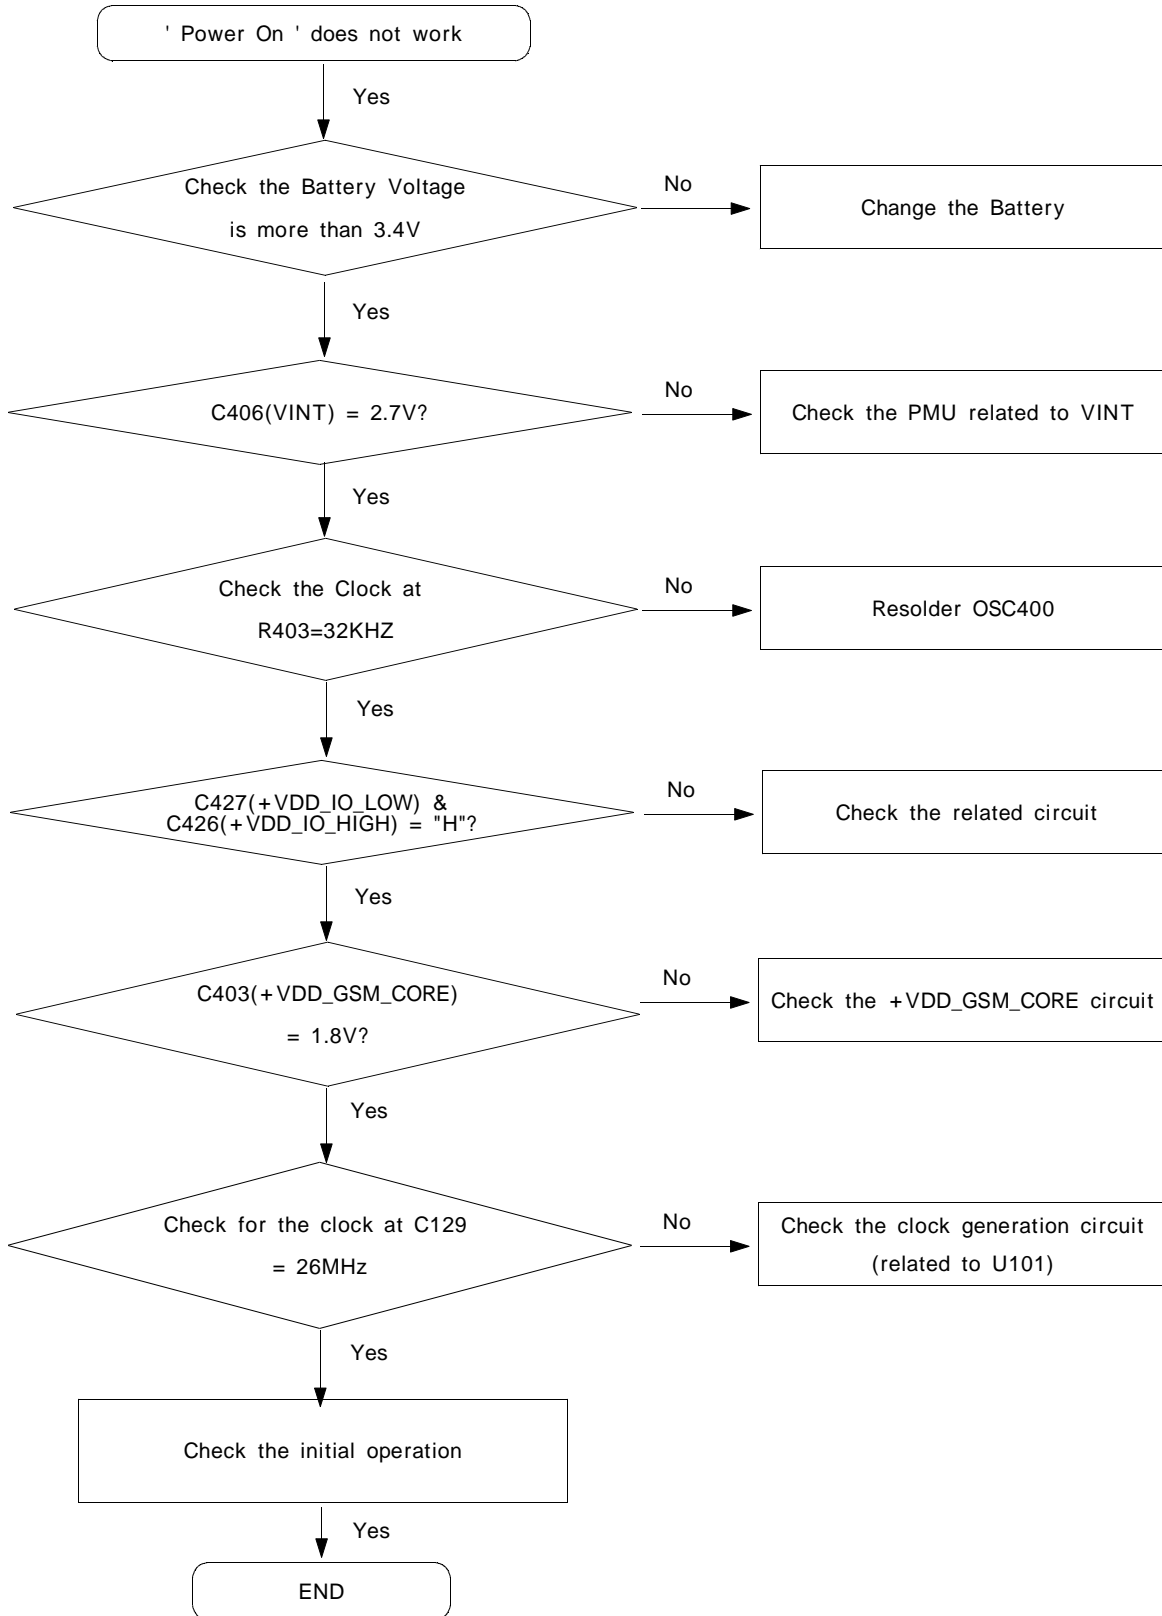 ' Power On ' does not work
Yes
Check the Battery Voltage
is more than 3.4V
No
Change the Battery
Yes
C406(VINT) = 2.7V?
No
Check the PMU related to VINT
Yes
Check the Clock at
R403=32KHZ
No
Resolder OSC400
Yes
C427(+VDD_IO_LOW) &
C426(+VDD_IO_HIGH) = "H"?
No
Check the related circuit
Yes
C403(+VDD_GSM_CORE)
= 1.8V?
No
Check the +VDD_GSM_CORE circuit
Yes
Check for the clock at C129
= 26MHz
No
Check the clock generation circuit
(related to U101)
Yes
Check the initial operation
Yes
END